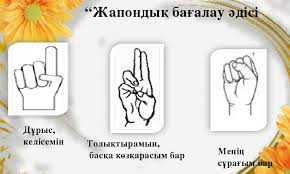 “Жапондық бағалау әдісі
Дұрыс,
келісемін
Толықтырамын,
басқа көзқарасым бар
Менің
сұрағым бар